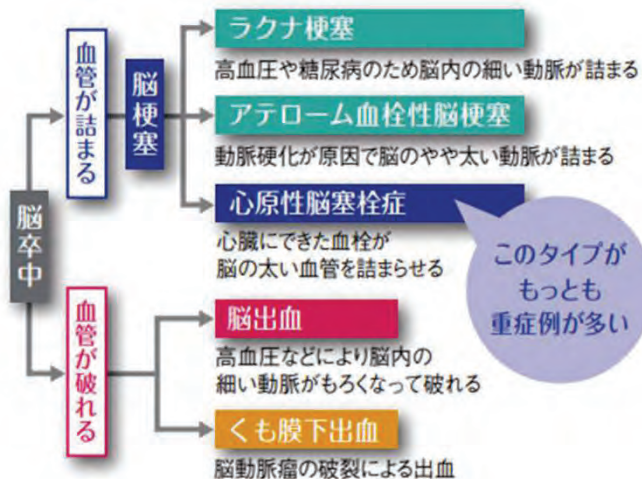 脳卒中
血管が詰まる
脳梗塞
ラクナ梗塞
高血圧や糖尿病のため脳内の細い動脈が詰まる
アテローム血栓性脳梗塞
動脈硬化が原因で脳のやや太い動脈が詰まる
心原性脳塞栓症
心臓にできた血栓が
脳の太い血管を詰まらせる
このタイプが
もっとも
重症例が多い
血管が破れる
脳出血
高血圧などにより脳内の
細い動脈がもろくなって破れる
くも膜下出血
脳動脈瘤の破裂による出血